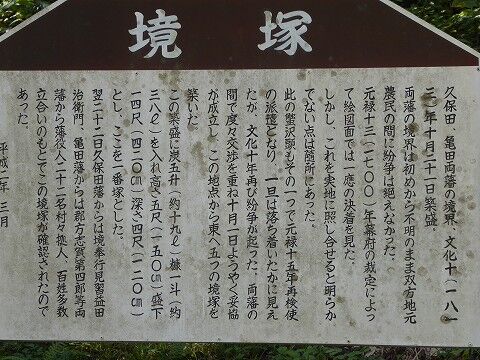 境塚
久保田 亀田両藩の境界、文化十(一八一
三)年十月二十一日築盛
両藩の境界は初めから不明のまま双方地元
農民の間に紛争は絶えなかった。
元禄十三(一七〇〇)年幕府の裁定によっ
て絵図面では一応の決着を見た。
しかし、これを実地に照し合せると明らか
でない点は随所にあった。
此の蟹沢頭もその一つで元禄十五年再検使
の派遣となり、一旦は落ち着いたかに見え
たが、文化十年再び紛争が起った、両藩の
間で度々交渉を重ね十月一日ようやく妥協
が成立し、この地点から東へ五つの境塚を
築いた
この築盛に炭五升(約十九ℓ)糠一斗(約
三八ℓ)を入れ高さ五尺(一五〇㎝)盛下
一四尺(四二〇㎝)深さ四尺(一二〇㎝)
とし、ここを一番塚とした。
翌二十二日久保田藩からは境奉行見習益田
治衛門、亀田藩からは郡方志賀第四郎等両
藩から藩役人二十二名村々換人、百姓多数
立合いのもとてこの境塚が確認されたので
あった。
平成二年 三月